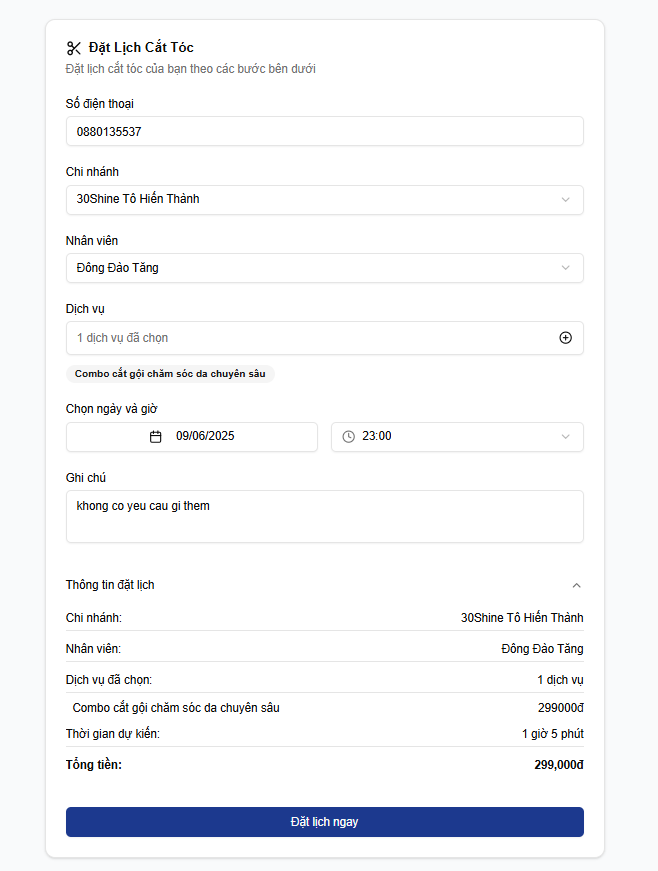 Đặt Lịch Cắt Tóc
Đặt lịch cắt tóc của bạn theo các bước bên dưới
Số điện thoại
0880135537
Chi nhánh
30Shine Tô Hiến Thành
Nhân viên
Đông Đảo Tăng
Dịch vụ
1 dịch vụ đã chọn
Combo cắt gội chăm sóc da chuyên sâu
Chọn ngày và giờ
09/06/2025 23:00
Ghi chú
khong co yeu cau gi them
Thông tin đặt lịch
Chi nhánh: 30Shine Tô Hiến Thành
Nhân viên: Đông Đảo Tăng
Dịch vụ đã chọn: 1 dịch vụ
Combo cắt gội chăm sóc da chuyên sâu 299000đ
Thời gian dự kiến: 1 giờ 5 phút
Tổng tiền: 299,000đ
Đặt lịch ngay